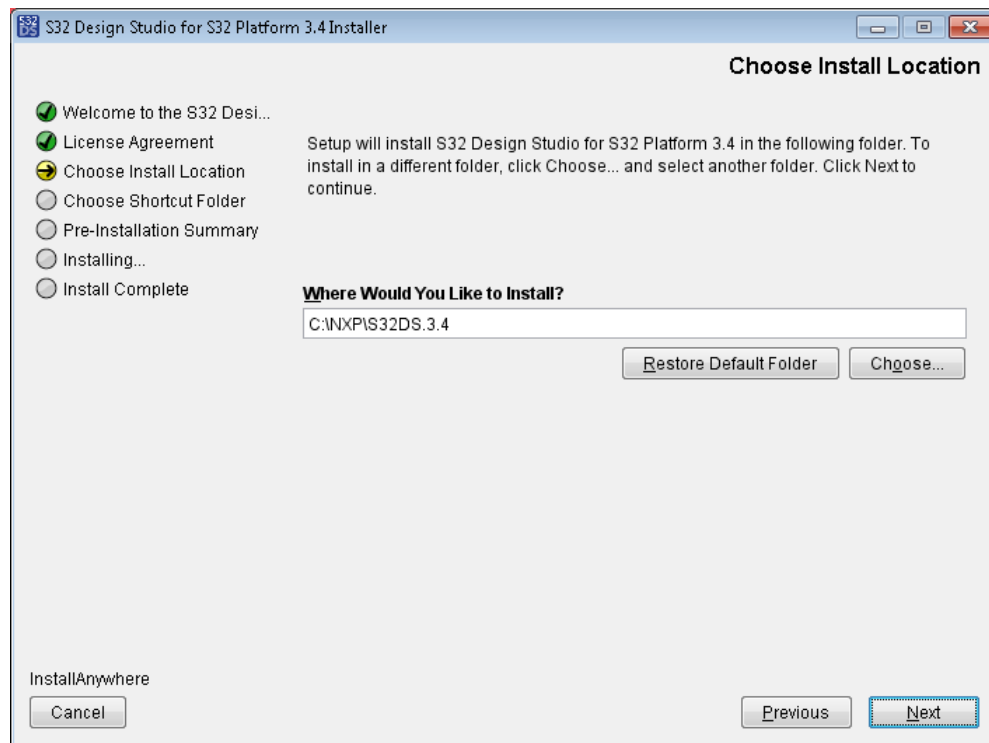 S32 DS
S32 Design Studio for S32 Platform 3.4 Installer
Choose Install Location
Welcome to the S32 Desi...
License Agreement
Choose Install Location
Choose Shortcut Folder
Pre-Installation Summary
Installing...
Install Complete
Setup will install S32 Design Studio for S32 Platform 3.4 in the following folder. To
install in a different folder, click Choose... and select another folder. Click Next to
continue.
Where Would You Like to Install?
C:\NXP\S32DS.3.4
Restore Default Folder
Choose...
InstallAnywhere
Cancel
Previous
Next